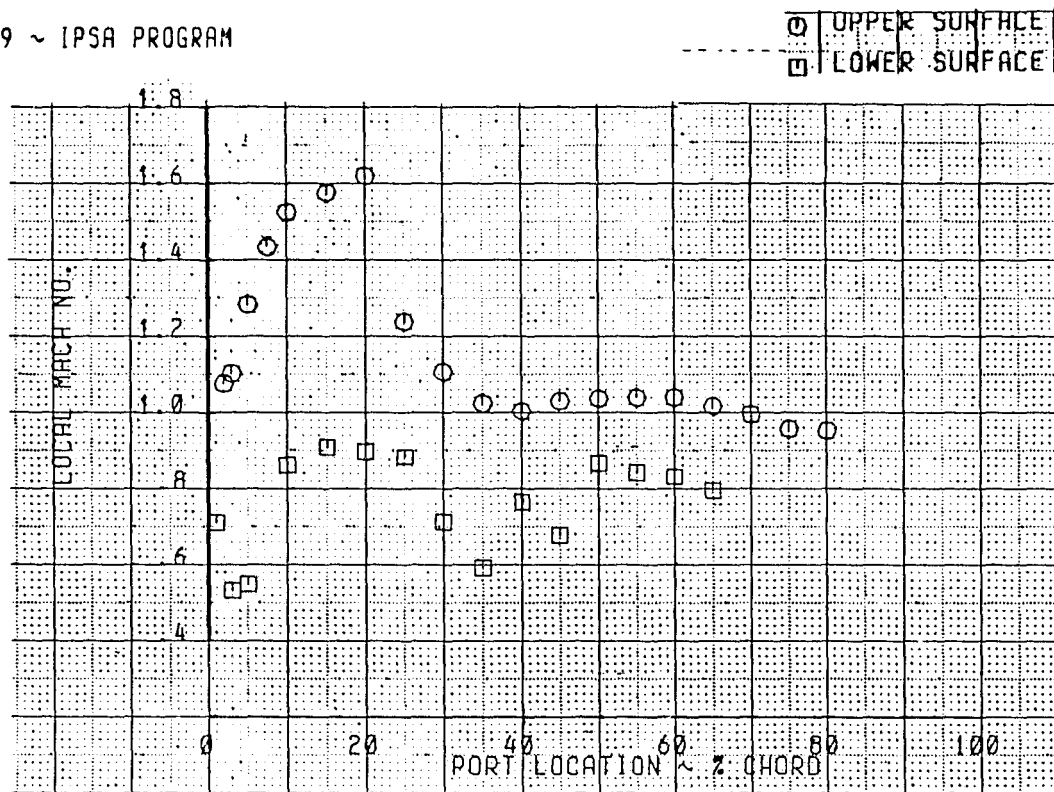 9 ~ IPSA PROGRAM
UPPER SURFACE
LOWER SURFACE
1.8
1.6
1.4
1.2
1.0
.8
.6
.4
LOCAL MACH NO.
0 20 40 60 80 100
PORT LOCATION ~ % CHORD